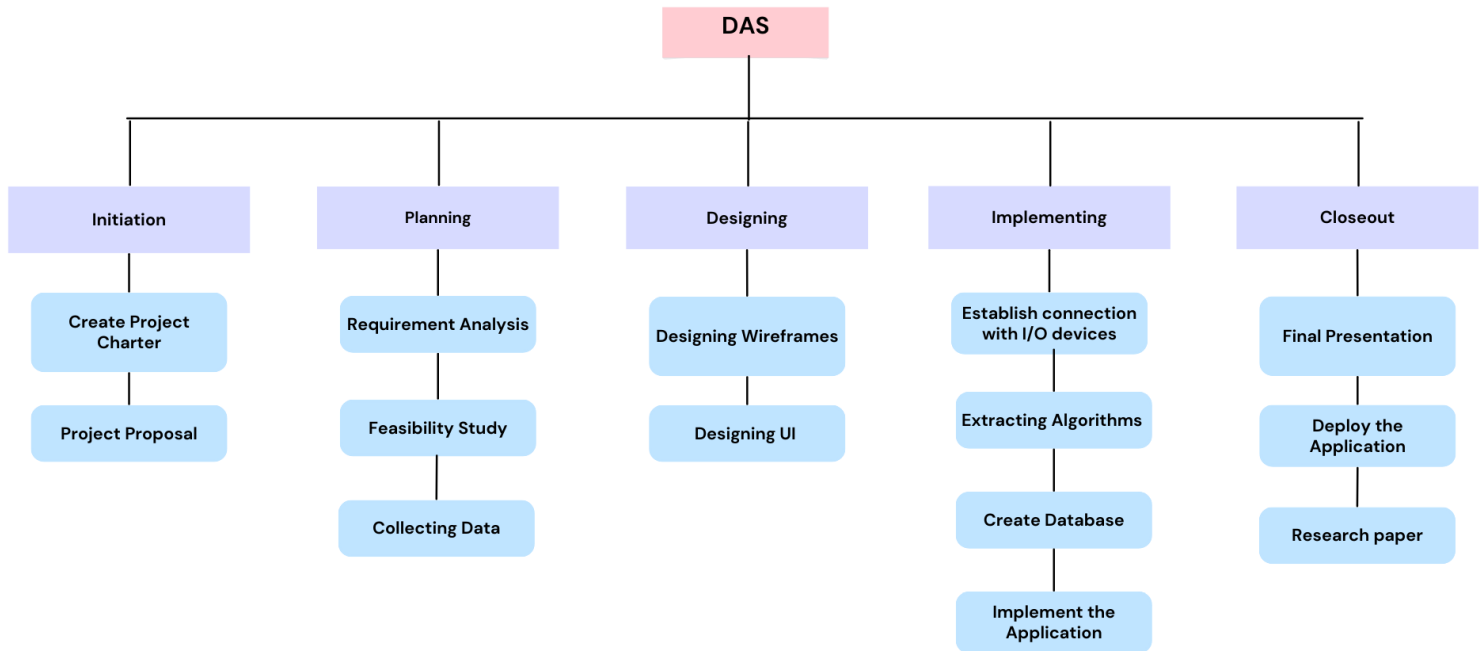 DAS
Initiation
Planning
Designing
Implementing
Closeout
Create Project
Charter
Project Proposal
Requirement Analysis
Feasibility Study
Collecting Data
Designing Wireframes
Designing UI
Establish connection
with I/O devices
Extracting Algorithms
Create Database
Implement the
Application
Final Presentation
Deploy the
Application
Research paper